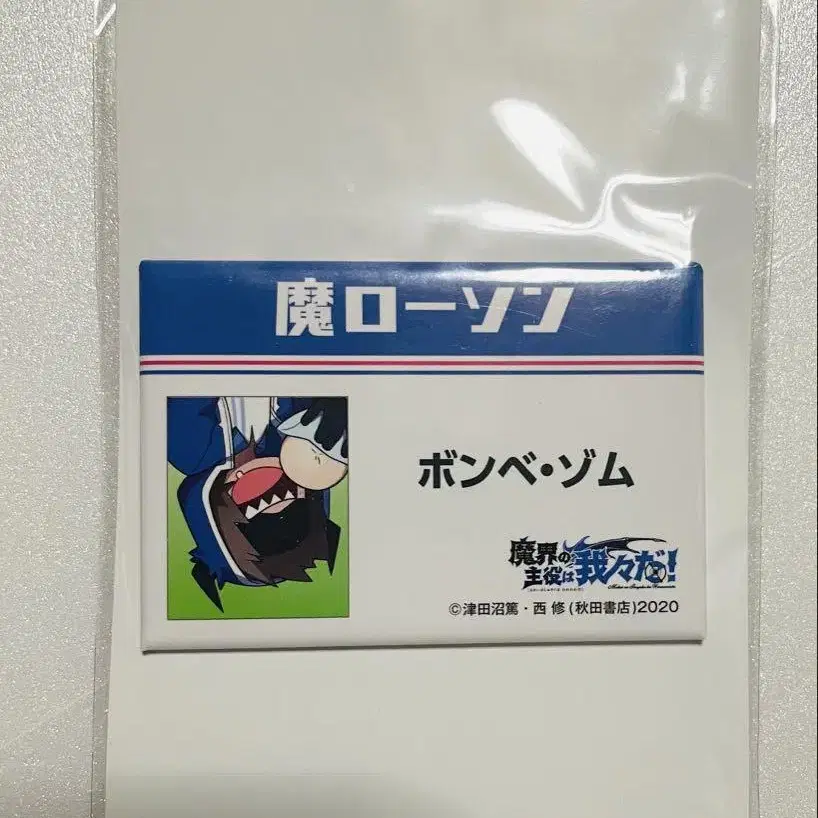 魔ローソン
ボンベ・ゾム
魔界の
主役は
我々だ!
©津田沼篤・西 修(秋田書店)2020